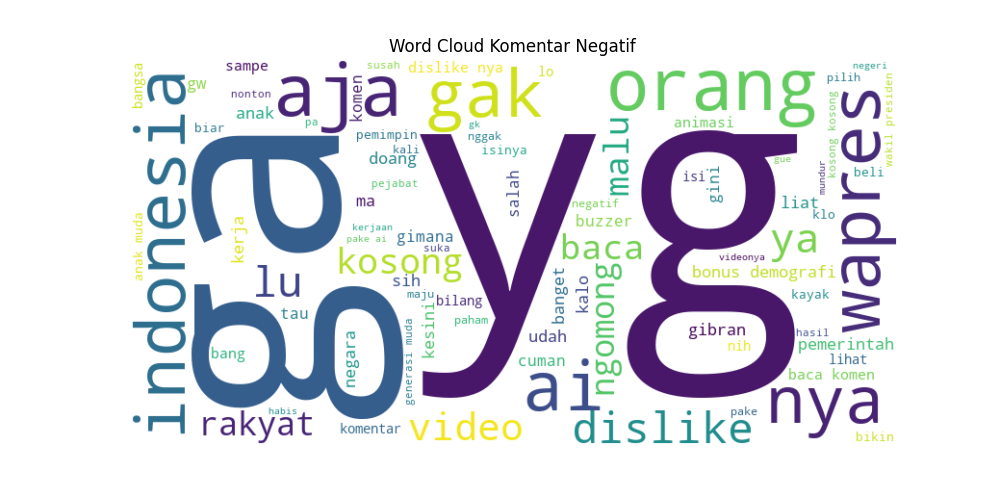 Word Cloud Komentar Negatif
bangsa
indonesia
gw
sampe
nonton
aja
komen
susah
dislike nya
gak
lo
orang
negeri
pilih
wakil presiden
wapres
kosong kosong
beli
mundur
anak
biar
pa
pemimpin
kali
doang
pejabat
ma
gk
nggak
isinya
salah
malu
animasi
gue
isi
gini
negatif
buzzer
liat
klo
ya
ga
yg
kerja
anak muda
lu
tau
kerjaan
pake ai
gimana
suka
kosong
sih
maju
bilang
kesini
paham
generasi muda
banget
kalo
baca
ngomong
udah
cuman
videonya
bonus demografi
kayak
gibran
nih
hasil
pemerintah
lihat
baca komen
bang
negara
habis
rakyat
komentar
video
ai
dislike
pake
nya
bikin